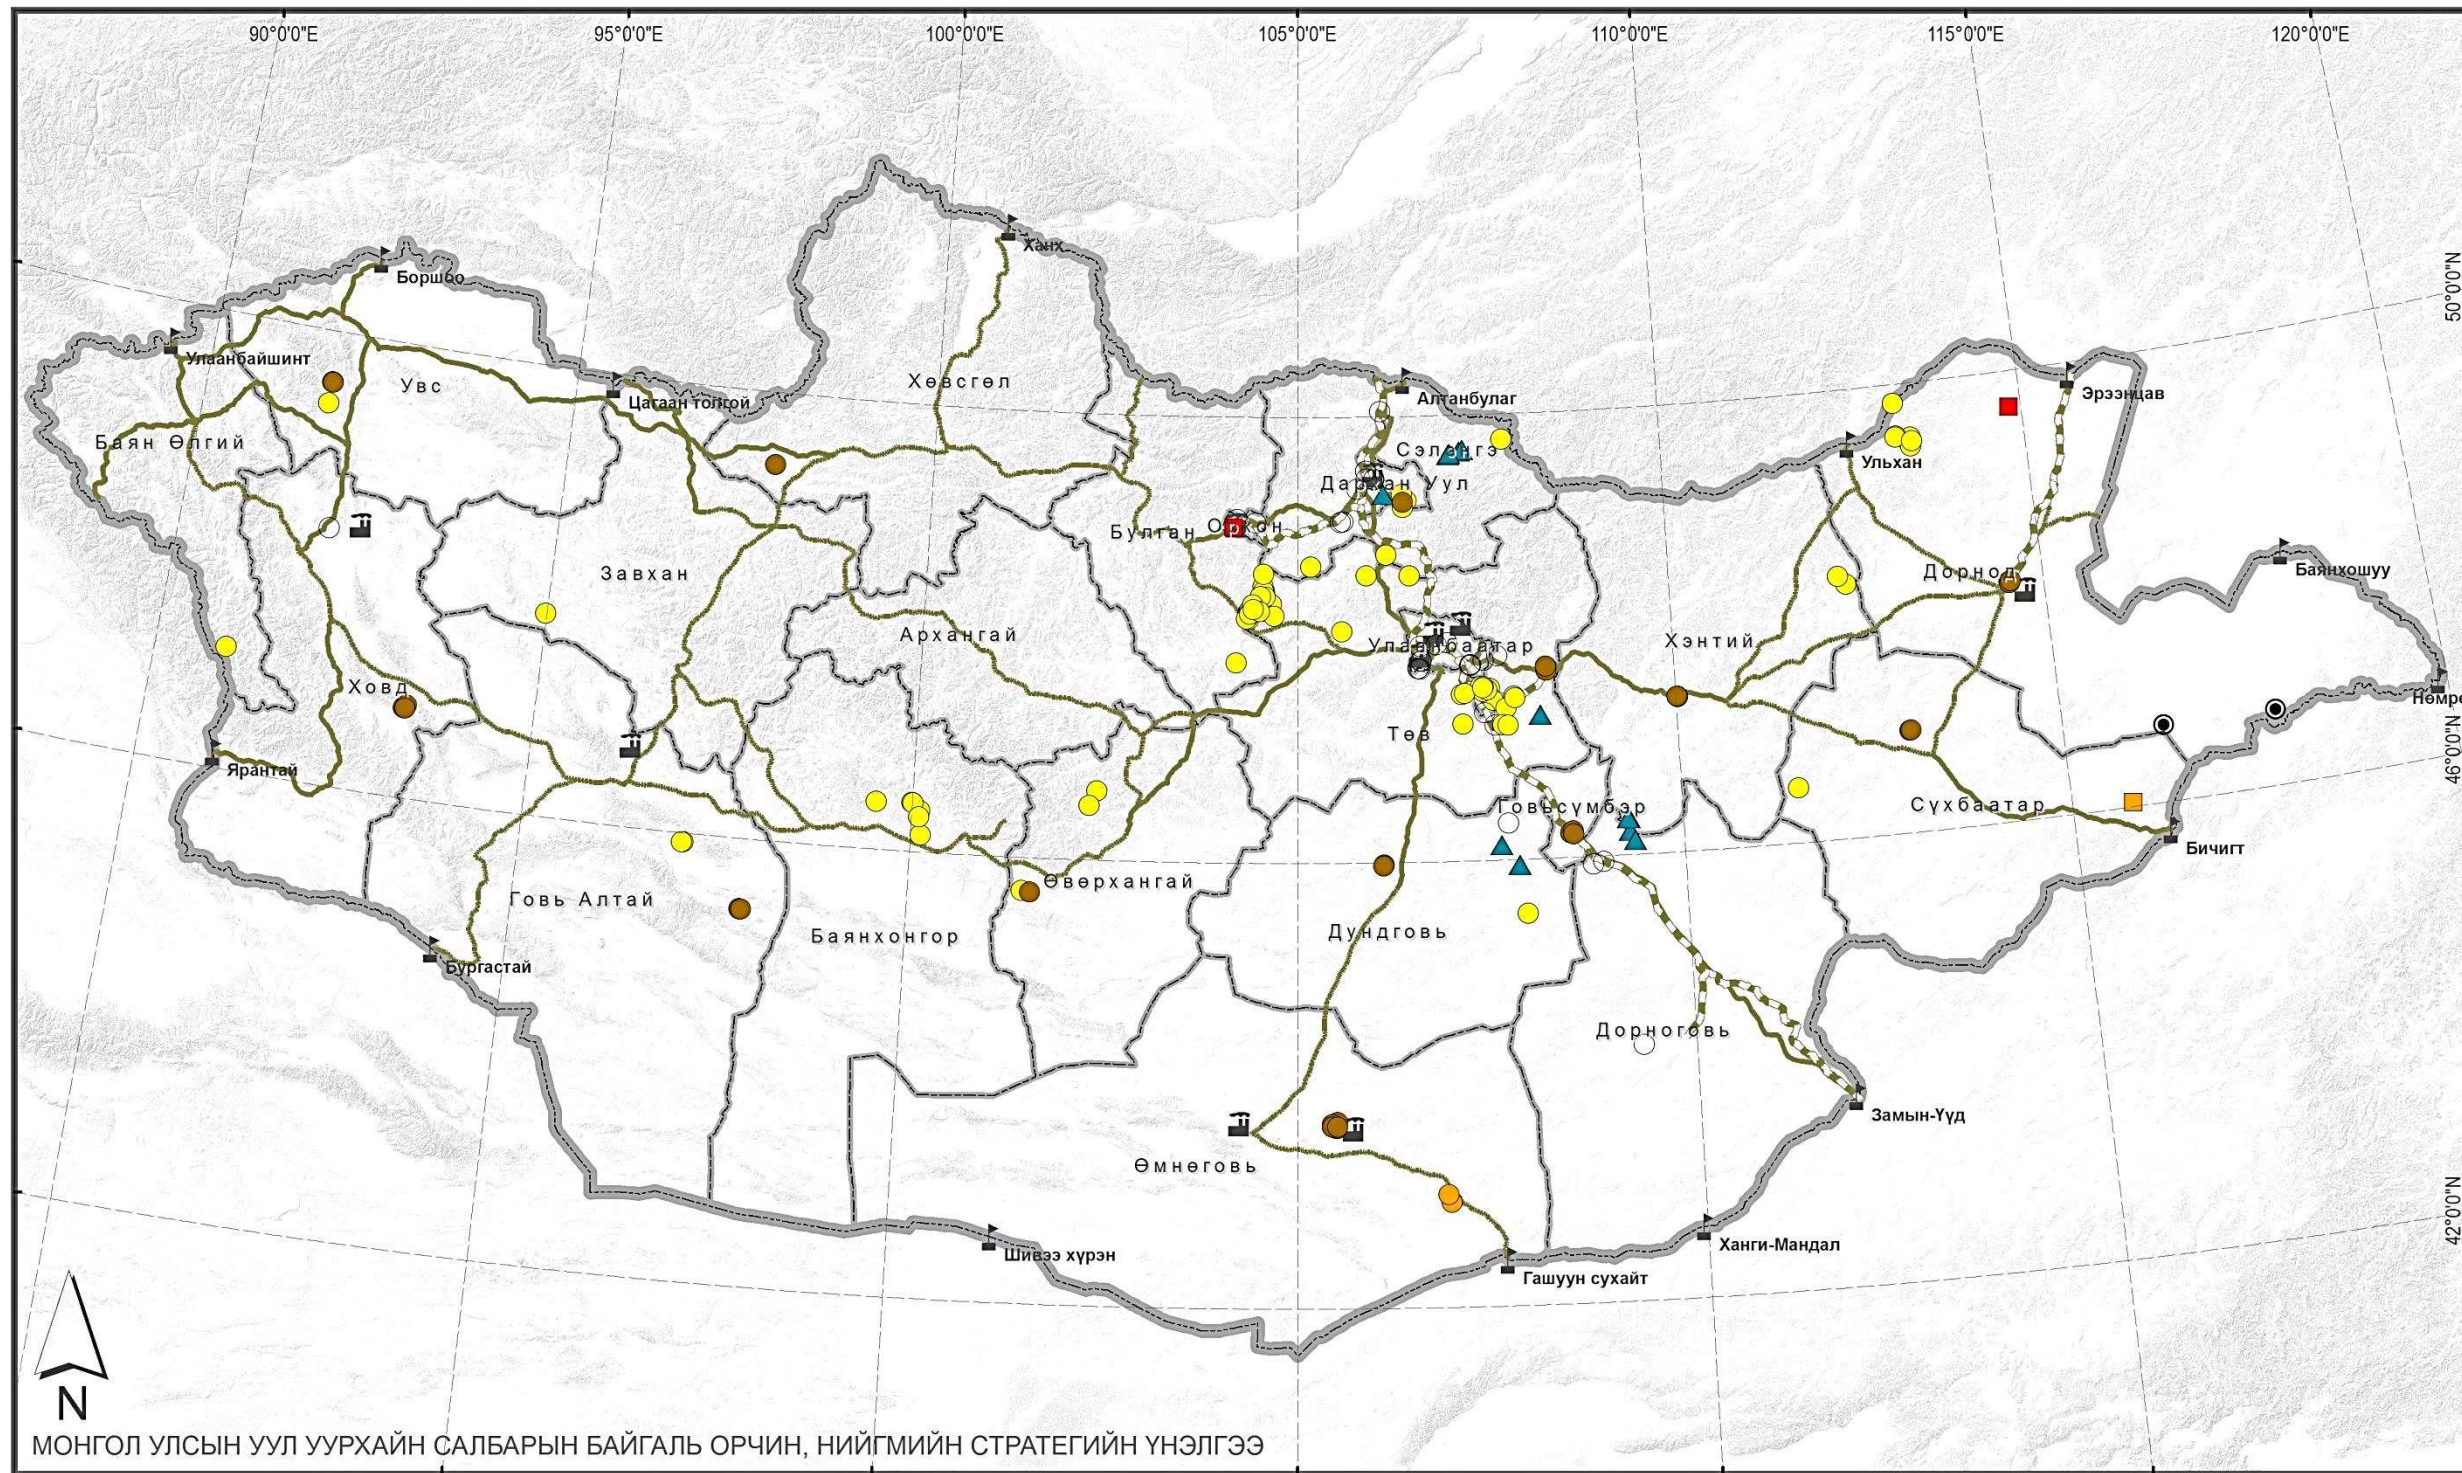 90°0'0"E
95°0'0"E
100°0'0"E
105°0'0"E
110°0'0"E
115°0'0"E
120°0'0"E
Ханх
Боршоо
50°0'0"N
Улаанбайшинт
Увс
Хөвсгөл
Цагаан толгой
Алтанбулаг
Эрээнцав
Баян Өлгий
Сэлэнгэ
Ульхан
Дархан Уул
Булган
Орхон
Завхан
Дорнод
Баянхошуу
Архангай
Улаанбаатар
Хэнтий
Ховд
Нөмрө
Төв
46°0'0"N
Ярантай
Говьсүмбэр
Сүхбаатар
Бичигт
Өвөрхангай
Говь Алтай
Баянхонгор
Дундговь
Бургастай
Дорноговь
Замын-Үүд
Өмнөговь
42°0'0"N
Шивээ хүрэн
Ханги-Мандал
Гашуун сухайт
N
МОНГОЛ УЛСЫН УУЛ УУРХАЙН САЛБАРЫН БАЙГАЛЬ ОРЧИН, НИЙГМИЙН СТРАТЕГИЙН ҮНЭЛГЭЭ